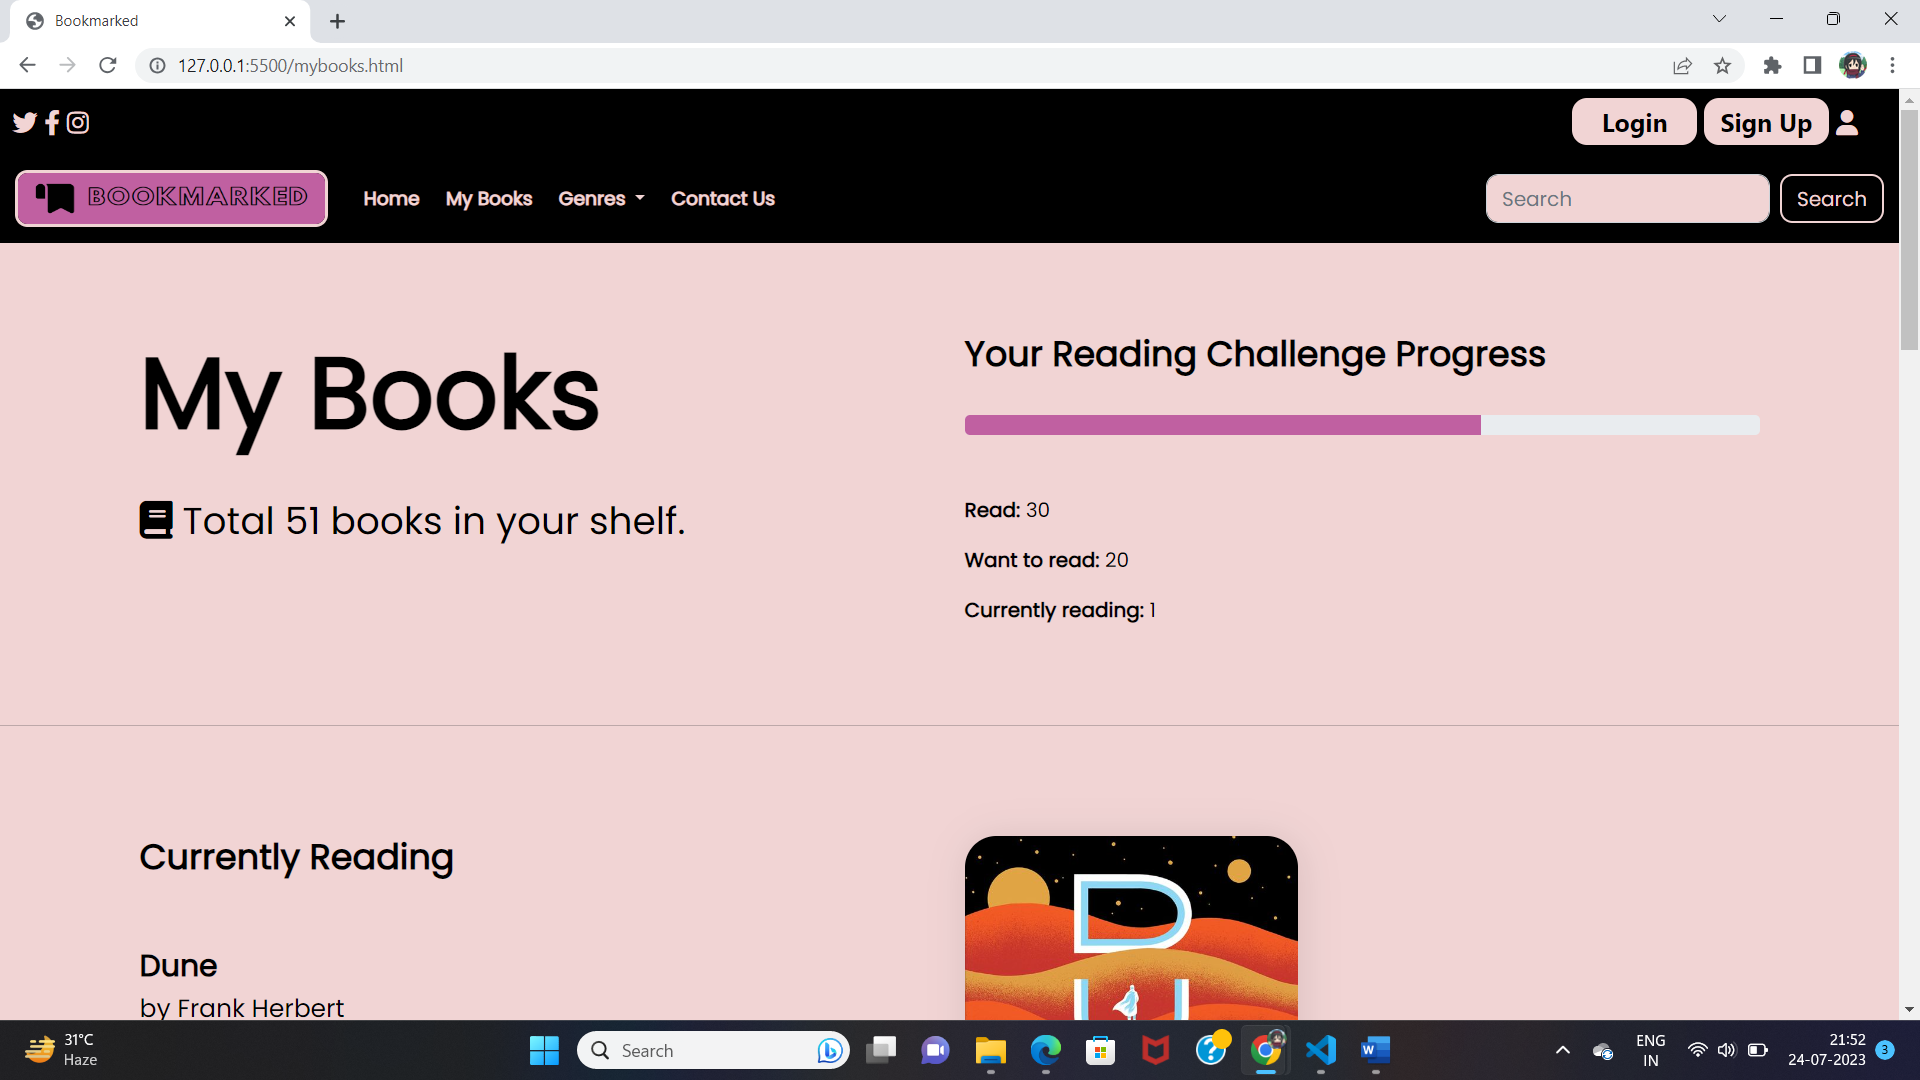 Bookmarked
127.0.0.1:5500/mybooks.html
Login Sign Up
BOOKMARKED Home My Books Genres Contact Us Search Search
My Books
Total 51 books in your shelf.
Your Reading Challenge Progress
Read: 30
Want to read: 20
Currently reading: 1
Currently Reading
Dune
by Frank Herbert
D
U
31°C
Haze
Search
W
ENG
IN
21:52
24-07-2023
3